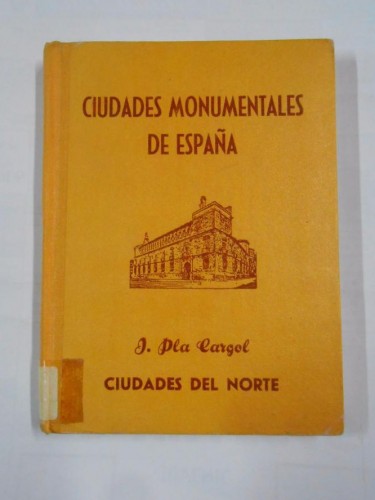 CIUDADES MONUMENTALES
DE ESPAÑA
J. Pla Cargol
CIUDADES DEL NORTE